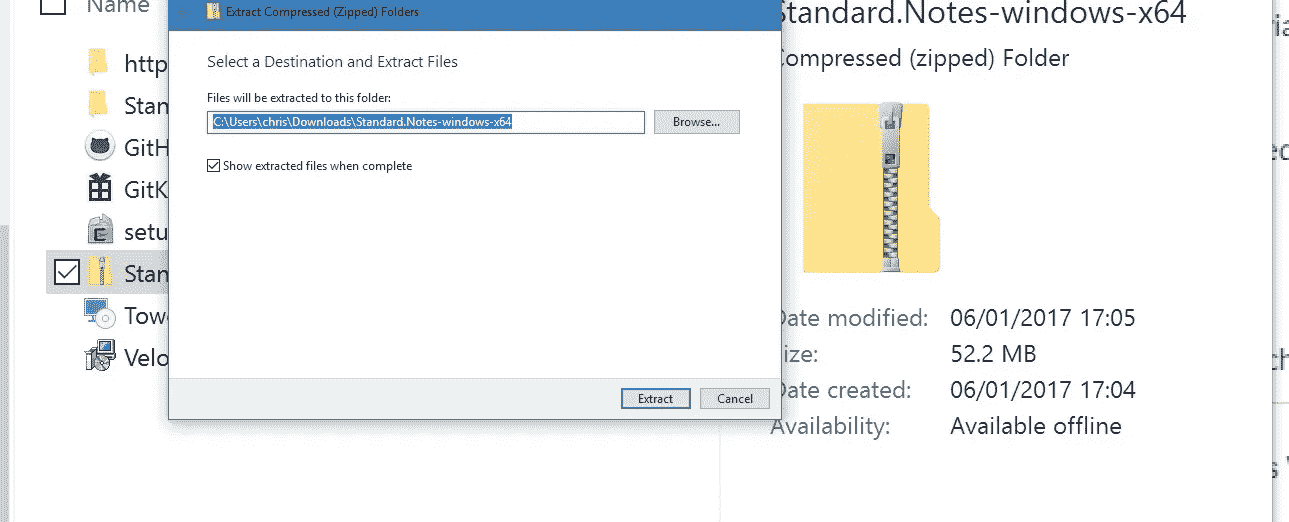 Name
Extract Compressed (Zipped) Folders
Select a Destination and Extract Files
Files will be extracted to this folder:
C:\Users\chris\Downloads\Standard.Notes-windows-x64
Browse...
Show extracted files when complete
Extract
Cancel
http
Stan
GitH
GitK
setu
Stan
Tow
Velo
Standard.Notes-windows-x64
Compressed (zipped) Folder
Date modified: 06/01/2017 17:05
Size: 52.2 MB
Date created: 06/01/2017 17:04
Availability: Available offline